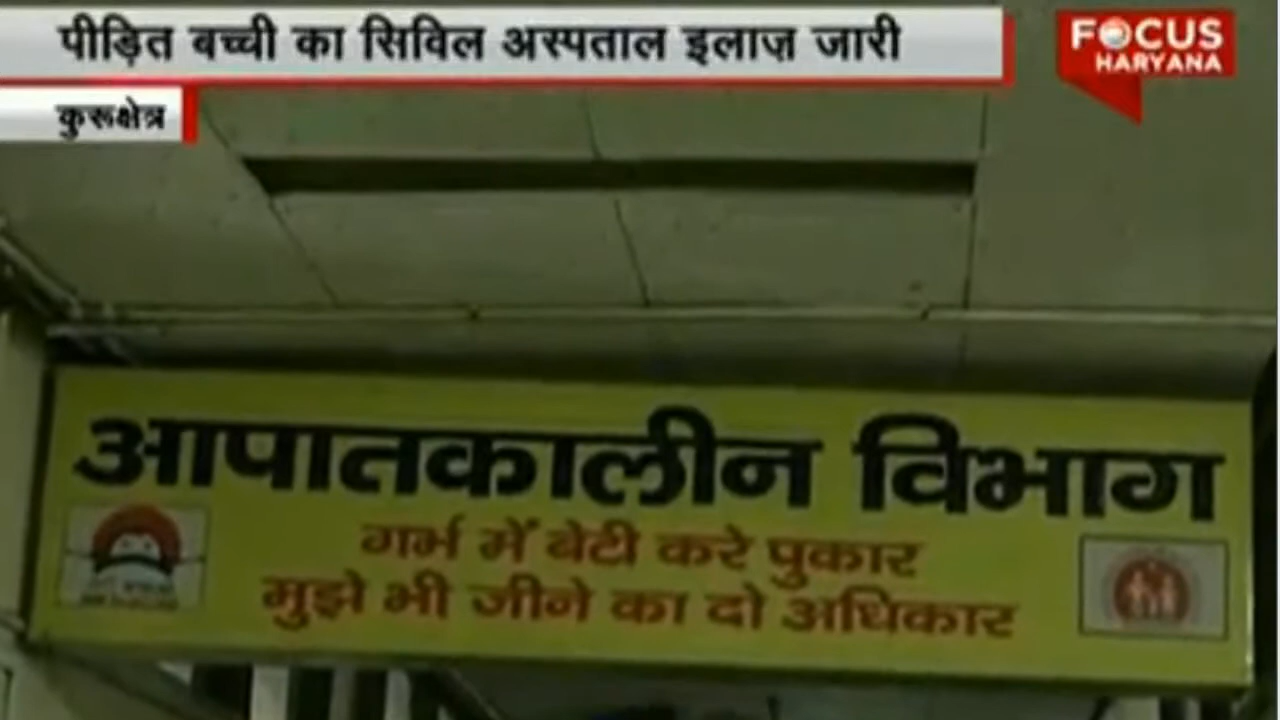 पीड़ित बच्ची का सिविल अस्पताल इलाज़ जारी
FOCUS
HARYANA
कुरूक्षेत्र
आपातकालीन विभाग
गर्भ में बेटी करे पुकार
मुझे भी जीने का दो अधिकार